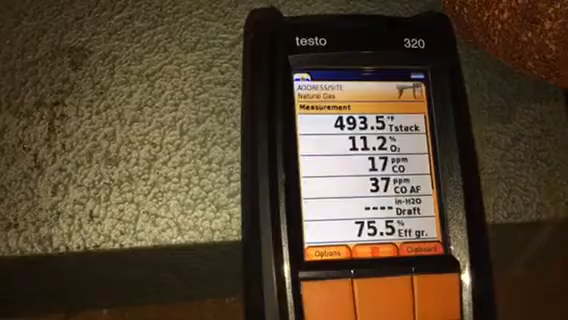 testo 320
ADDRESS/SITE
Natural Gas
Measurement
493.5 °F Tstack
11.2 % O₂
17 ppm CO
37 ppm CO AF
---- in-H2O Draft
75.5 % Eff gr.
Options Clipboard